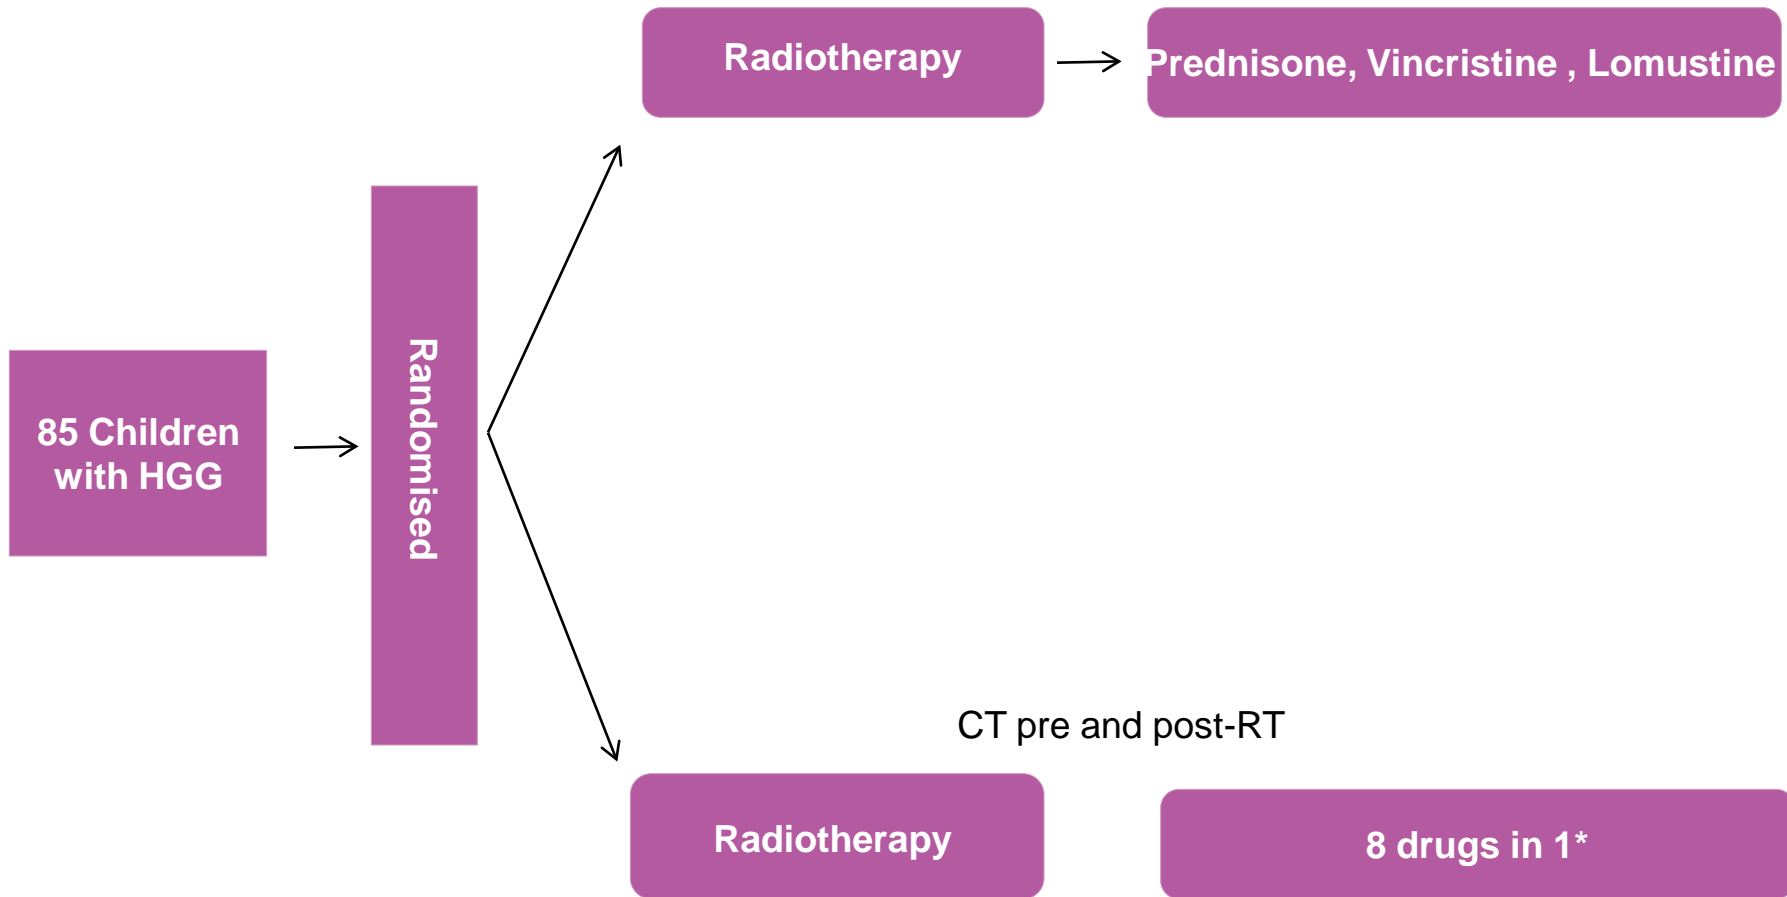 Radiotherapy
Prednisone, Vincristine , Lomustine
Randomised
85 Children
with HGG
CT pre and post-RT
Radiotherapy
8 drugs in 1*